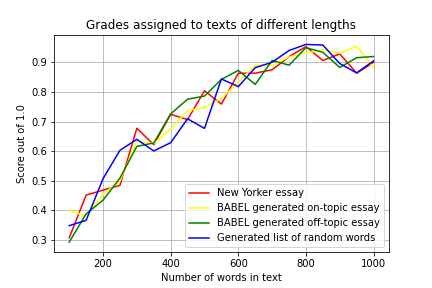 Grades assigned to texts of different lengths
Score out of 1.0
0.9
0.8
0.7
0.6
0.5
0.4
0.3
New Yorker essay
BABEL generated on-topic essay
BABEL generated off-topic essay
Generated list of random words
200
400
600
800
1000
Number of words in text